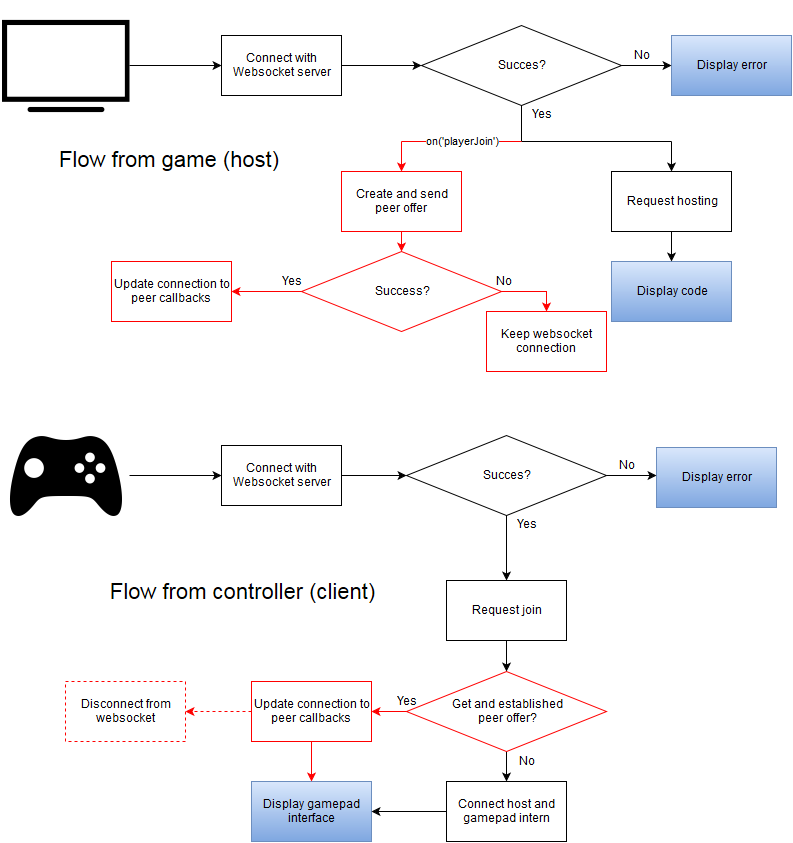 Connect with
Websocket server
Succes?
No
Display error
Yes
on('playerJoin')
Flow from game (host)
Create and send
peer offer
Request hosting
Update connection to
peer callbacks
Yes
Success?
No
Display code
Keep websocket
connection
Connect with
Websocket server
Succes?
No
Display error
Yes
Flow from controller (client)
Request join
Disconnect from
websocket
Update connection to
peer callbacks
Yes
Get and established
peer offer?
No
Display gamepad
interface
Connect host and
gamepad intern